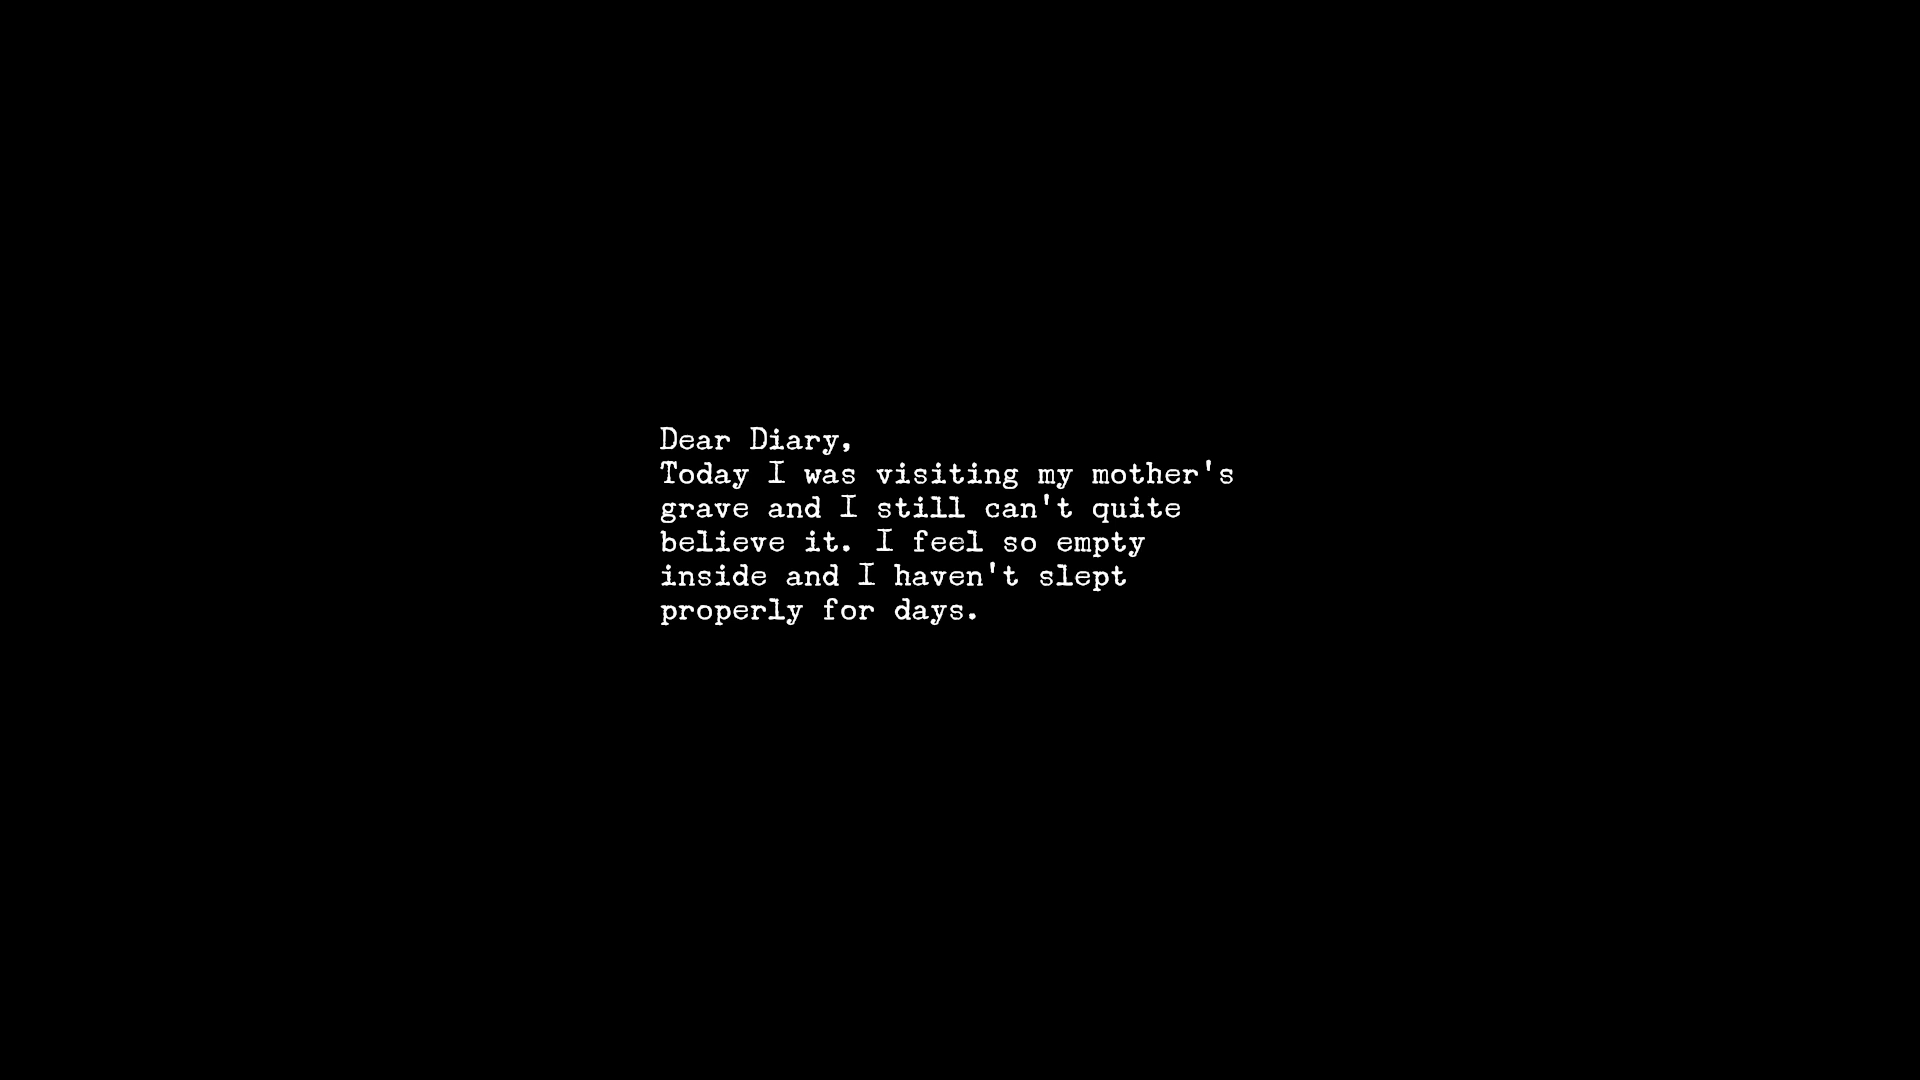 Dear Diary,
Today I was visiting my mother's
grave and I still can't quite
believe it. I feel so empty
inside and I haven't slept
properly for days.